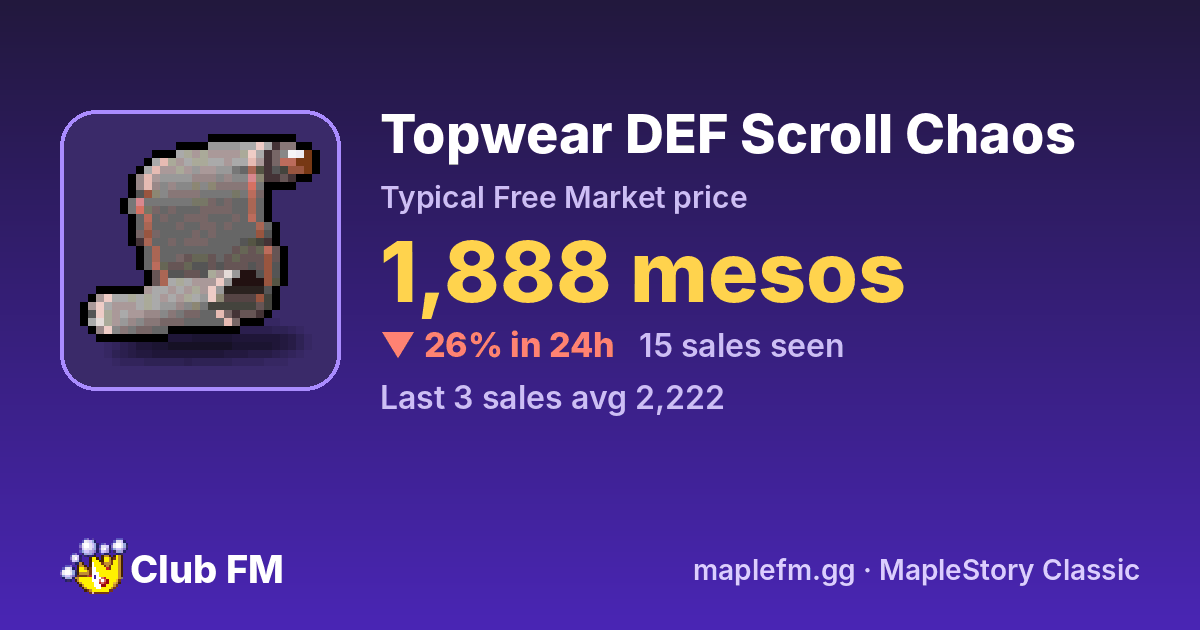 Topwear DEF Scroll Chaos
Typical Free Market price
1,888 mesos
▼ 26% in 24h 15 sales seen
Last 3 sales avg 2,222
Club FM
maplefm.gg · MapleStory Classic